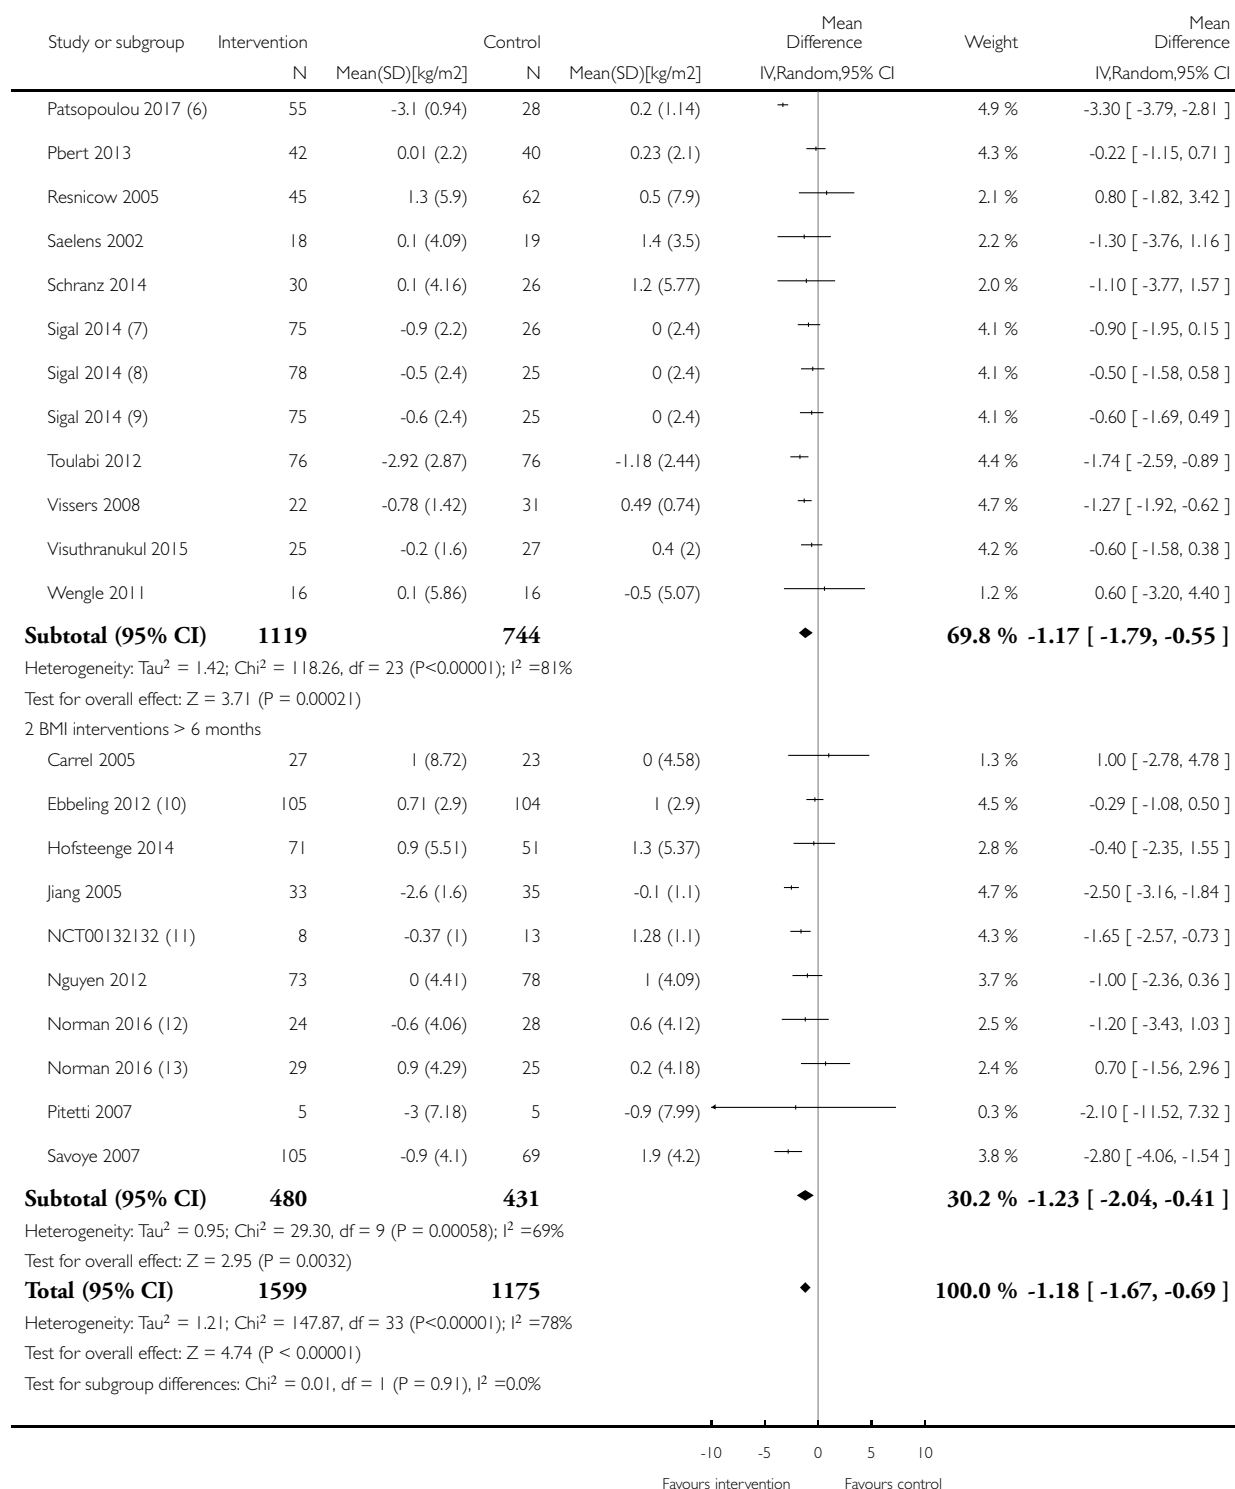 Study or subgroup Intervention Control Mean Difference Weight Mean Difference
N Mean(SD)[kg/m2] N Mean(SD)[kg/m2] IV,Random,95% CI IV,Random,95% CI
Patsopoulou 2017 (6) 55 -3.1 (0.94) 28 0.2 (1.14) 4.9 % -3.30 [ -3.79, -2.81 ]
Pbert 2013 42 0.01 (2.2) 40 0.23 (2.1) 4.3 % -0.22 [ -1.15, 0.71 ]
Resnicow 2005 45 1.3 (5.9) 62 0.5 (7.9) 2.1 % 0.80 [ -1.82, 3.42 ]
Saelens 2002 18 0.1 (4.09) 19 1.4 (3.5) 2.2 % -1.30 [ -3.76, 1.16 ]
Schranz 2014 30 0.1 (4.16) 26 1.2 (5.77) 2.0 % -1.10 [ -3.77, 1.57 ]
Sigal 2014 (7) 75 -0.9 (2.2) 26 0 (2.4) 4.1 % -0.90 [ -1.95, 0.15 ]
Sigal 2014 (8) 78 -0.5 (2.4) 25 0 (2.4) 4.1 % -0.50 [ -1.58, 0.58 ]
Sigal 2014 (9) 75 -0.6 (2.4) 25 0 (2.4) 4.1 % -0.60 [ -1.69, 0.49 ]
Toulabi 2012 76 -2.92 (2.87) 76 -1.18 (2.44) 4.4 % -1.74 [ -2.59, -0.89 ]
Vissers 2008 22 -0.78 (1.42) 31 0.49 (0.74) 4.7 % -1.27 [ -1.92, -0.62 ]
Visuthranukul 2015 25 -0.2 (1.6) 27 0.4 (2) 4.2 % -0.60 [ -1.58, 0.38 ]
Wengle 2011 16 0.1 (5.86) 16 -0.5 (5.07) 1.2 % 0.60 [ -3.20, 4.40 ]
Subtotal (95% CI) 1119 744 69.8 % -1.17 [ -1.79, -0.55 ]
Heterogeneity: Tau² = 1.42; Chi² = 118.26, df = 23 (P<0.00001); I² =81%
Test for overall effect: Z = 3.71 (P = 0.00021)
2 BMI interventions > 6 months
Carrel 2005 27 1 (8.72) 23 0 (4.58) 1.3 % 1.00 [ -2.78, 4.78 ]
Ebbeling 2012 (10) 105 0.71 (2.9) 104 1 (2.9) 4.5 % -0.29 [ -1.08, 0.50 ]
Hofsteenge 2014 71 0.9 (5.51) 51 1.3 (5.37) 2.8 % -0.40 [ -2.35, 1.55 ]
Jiang 2005 33 -2.6 (1.6) 35 -0.1 (1.1) 4.7 % -2.50 [ -3.16, -1.84 ]
NCT00132132 (11) 8 -0.37 (1) 13 1.28 (1.1) 4.3 % -1.65 [ -2.57, -0.73 ]
Nguyen 2012 73 0 (4.41) 78 1 (4.09) 3.7 % -1.00 [ -2.36, 0.36 ]
Norman 2016 (12) 24 -0.6 (4.06) 28 0.6 (4.12) 2.5 % -1.20 [ -3.43, 1.03 ]
Norman 2016 (13) 29 0.9 (4.29) 25 0.2 (4.18) 2.4 % 0.70 [ -1.56, 2.96 ]
Pitetti 2007 5 -3 (7.18) 5 -0.9 (7.99) 0.3 % -2.10 [ -11.52, 7.32 ]
Savoye 2007 105 -0.9 (4.1) 69 1.9 (4.2) 3.8 % -2.80 [ -4.06, -1.54 ]
Subtotal (95% CI) 480 431 30.2 % -1.23 [ -2.04, -0.41 ]
Heterogeneity: Tau² = 0.95; Chi² = 29.30, df = 9 (P = 0.00058); I² =69%
Test for overall effect: Z = 2.95 (P = 0.0032)
Total (95% CI) 1599 1175 100.0 % -1.18 [ -1.67, -0.69 ]
Heterogeneity: Tau² = 1.21; Chi² = 147.87, df = 33 (P<0.00001); I² =78%
Test for overall effect: Z = 4.74 (P < 0.00001)
Test for subgroup differences: Chi² = 0.01, df = 1 (P = 0.91), I² =0.0%
-10 -5 0 5 10
Favours intervention Favours control